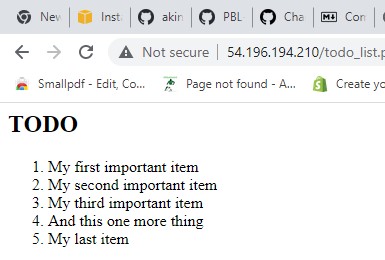 Nev
Inst
akin
PBL
Cha
Con
Not secure
54.196.194.210/todo_list.p
Smallpdf - Edit, Co...
Page not found - A...
Create yo
TODO
1. My first important item
2. My second important item
3. My third important item
4. And this one more thing
5. My last item